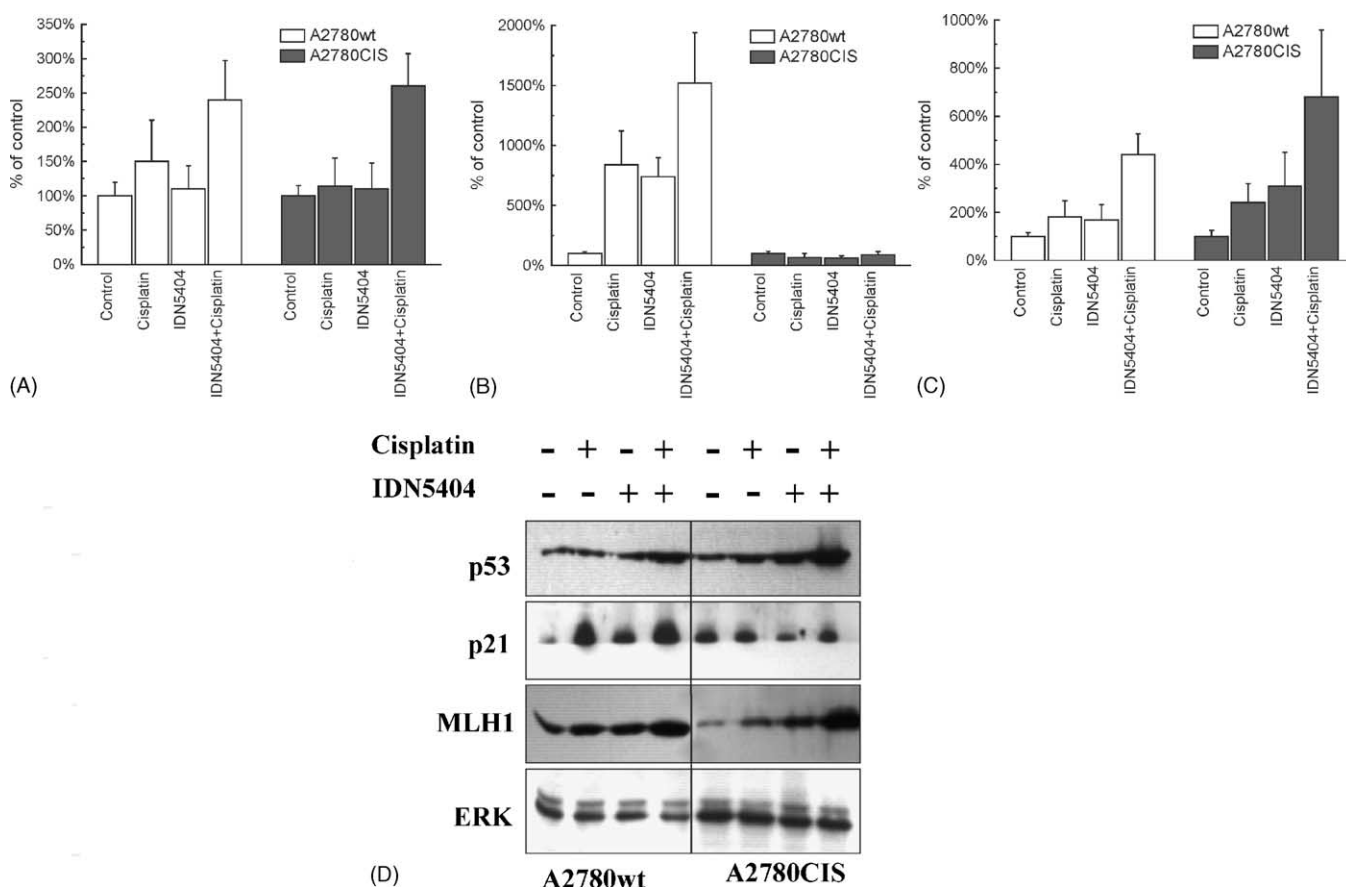 350%
300%
250%
200%
150%
100%
50%
0%
% of control
A2780wt
A2780CIS
Control
Cisplatin
IDN5404
IDN5404+Cisplatin
Control
Cisplatin
IDN5404
IDN5404+Cisplatin
(A)
2000%
1500%
1000%
500%
0%
% of control
A2780wt
A2780CIS
Control
Cisplatin
IDN5404
IDN5404+Cisplatin
Control
Cisplatin
IDN5404
IDN5404+Cisplatin
(B)
1000%
800%
600%
400%
200%
0%
% of control
A2780wt
A2780CIS
Control
Cisplatin
IDN5404
IDN5404+Cisplatin
Control
Cisplatin
IDN5404
IDN5404+Cisplatin
(C)
Cisplatin - + - + - + - +
IDN5404 - - + + - - + +
p53
p21
MLH1
ERK
(D) A2780wt A2780CIS